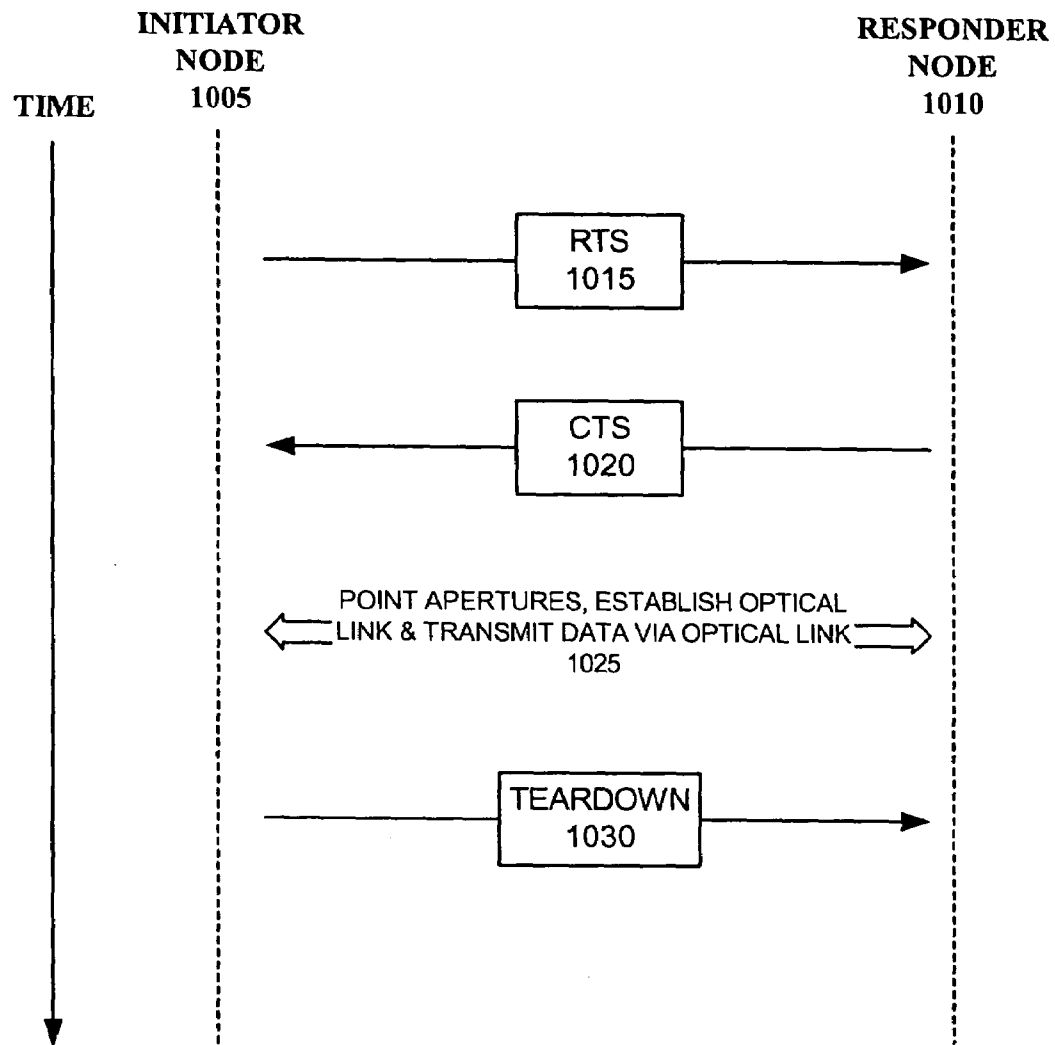 INITIATOR
NODE
1005
RESPONDER
NODE
1010
TIME
RTS
1015
CTS
1020
POINT APERTURES, ESTABLISH OPTICAL
LINK & TRANSMIT DATA VIA OPTICAL LINK
1025
TEARDOWN
1030